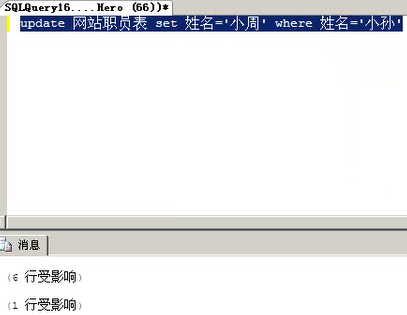 SQLQuery16....Hero (66))*
update 网站职员表 set 姓名='小周' where 姓名='小孙'
消息
(6 行受影响)
(1 行受影响)